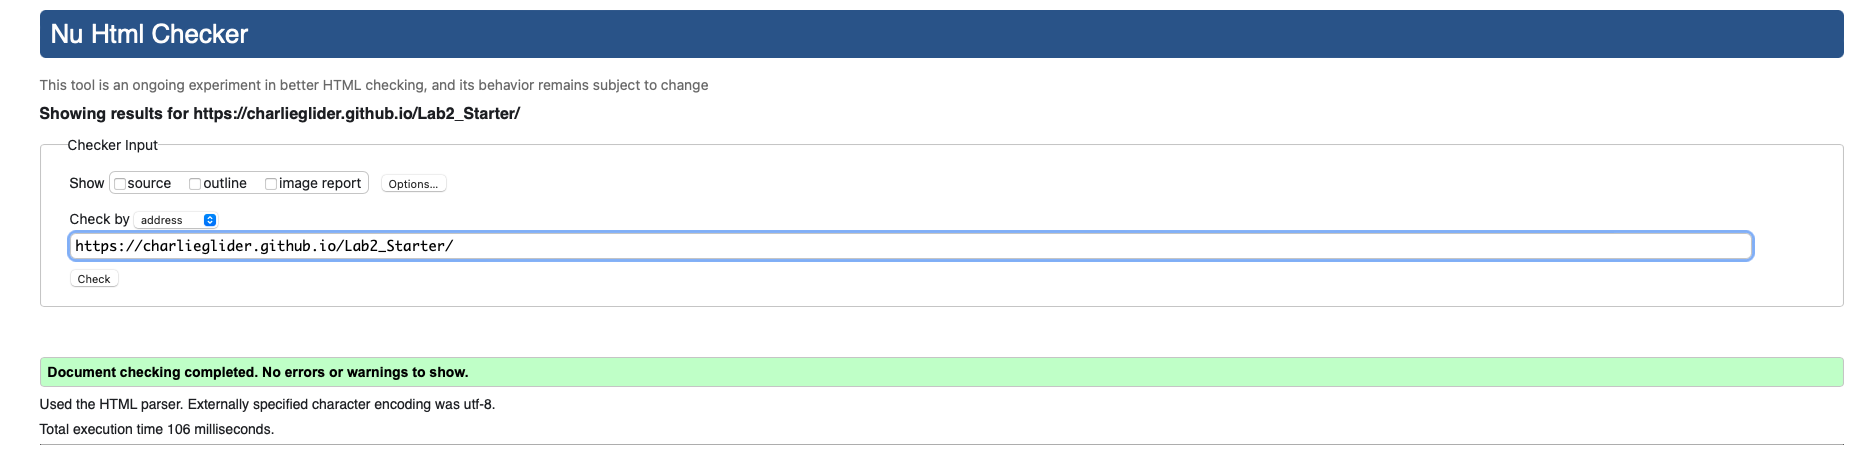 Nu Html Checker
This tool is an ongoing experiment in better HTML checking, and its behavior remains subject to change
Showing results for https://charlieglider.github.io/Lab2_Starter/
Checker Input
Show source outline image report Options...
Check by address
https://charlieglider.github.io/Lab2_Starter/
Check
Document checking completed. No errors or warnings to show.
Used the HTML parser. Externally specified character encoding was utf-8.
Total execution time 106 milliseconds.